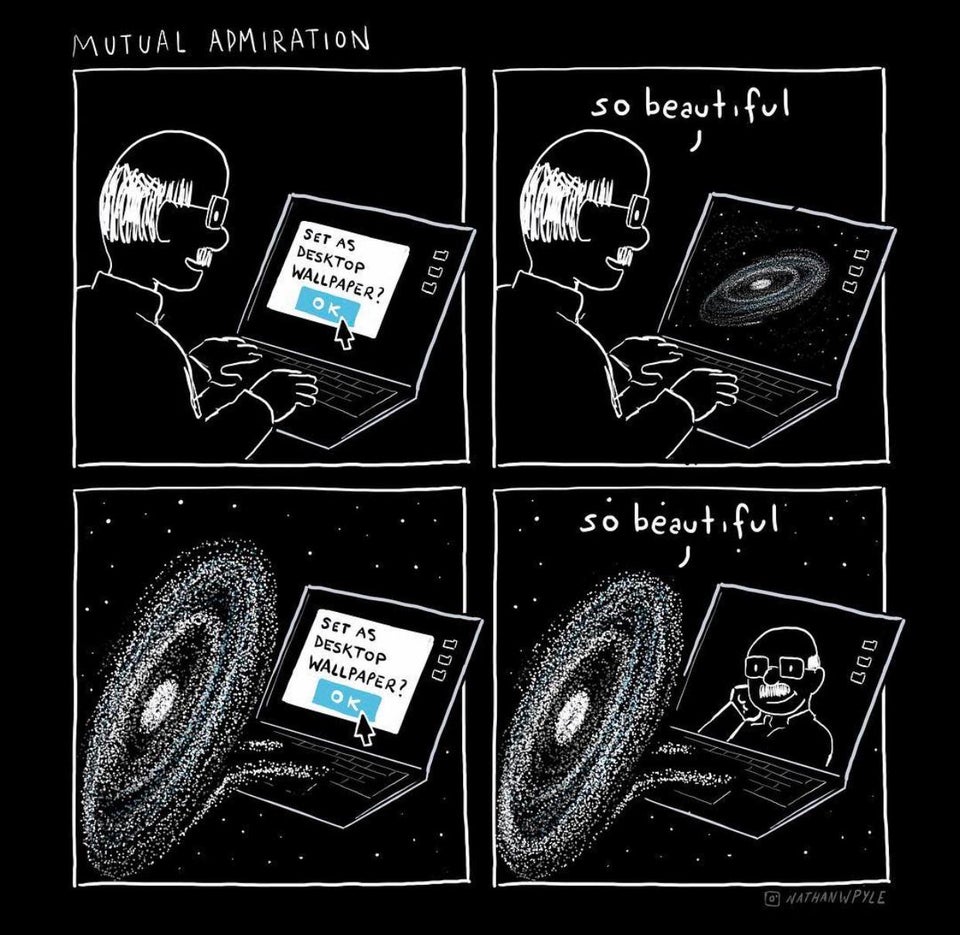 MUTUAL ADMIRATION
SET AS
DESKTOP
WALLPAPER?
OK
so beautiful
SET AS
DESKTOP
WALLPAPER?
OK
so beautiful
NATHANWPYLE